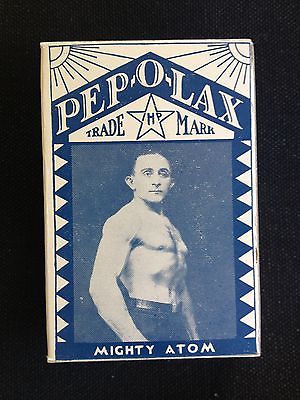 PEP-O-LAX
TRADE HP MARK
MIGHTY ATOM